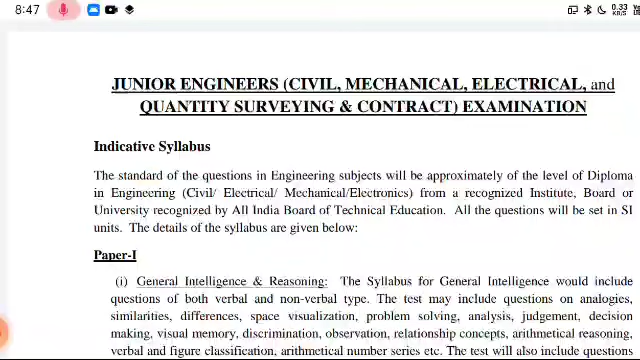 8:47
0.33
KB/S
JUNIOR ENGINEERS (CIVIL, MECHANICAL, ELECTRICAL, and
QUANTITY SURVEYING & CONTRACT) EXAMINATION
Indicative Syllabus
The standard of the questions in Engineering subjects will be approximately of the level of Diploma
in Engineering (Civil/ Electrical/ Mechanical/Electronics) from a recognized Institute, Board or
University recognized by All India Board of Technical Education. All the questions will be set in SI
units. The details of the syllabus are given below:
Paper-I
(i) General Intelligence & Reasoning: The Syllabus for General Intelligence would include
questions of both verbal and non-verbal type. The test may include questions on analogies,
similarities, differences, space visualization, problem solving, analysis, judgement, decision
making, visual memory, discrimination, observation, relationship concepts, arithmetical reasoning,
verbal and figure classification, arithmetical number series etc. The test will also include questions